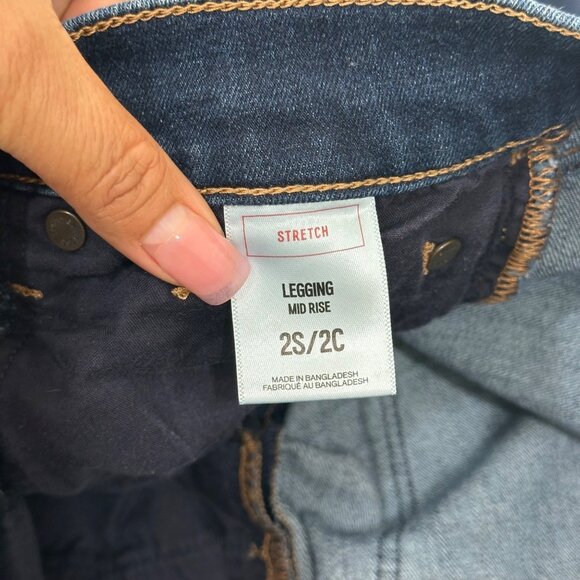 STRETCH
LEGGING
MID RISE
2S/2C
MADE IN BANGLADESH
FABRIQUÉ AU BANGLADESH